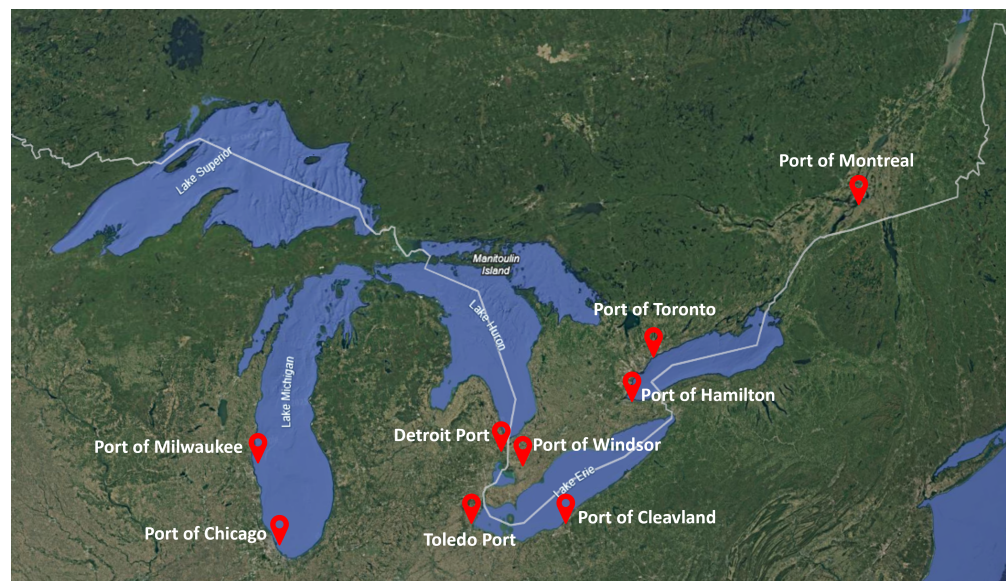 Port of Montreal
Lake Superior
Manitoulin
Island
Port of Toronto
Lake Huron
Lake Michigan
Port of Hamilton
Detroit Port
Port of Windsor
Port of Milwaukee
Lake Erie
Port of Cleavland
Port of Chicago
Toledo Port